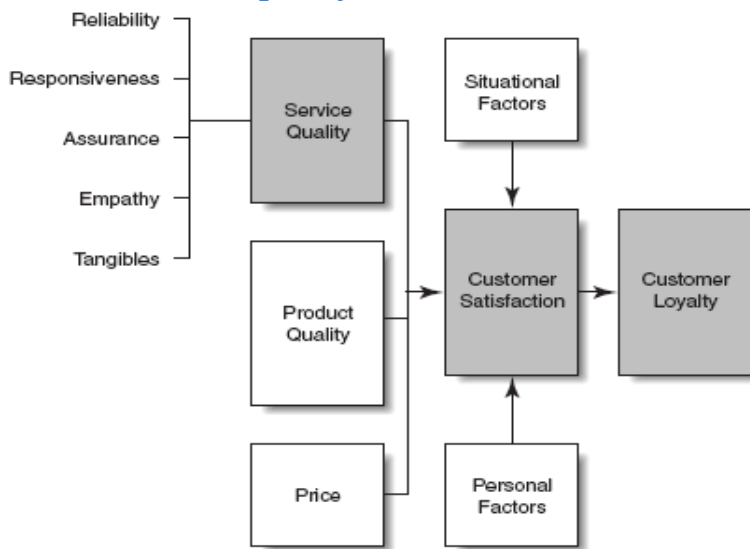 Reliability
Responsiveness
Assurance
Empathy
Tangibles
Service
Quality
Product
Quality
Price
Situational
Factors
Customer
Satisfaction
Personal
Factors
Customer
Loyalty